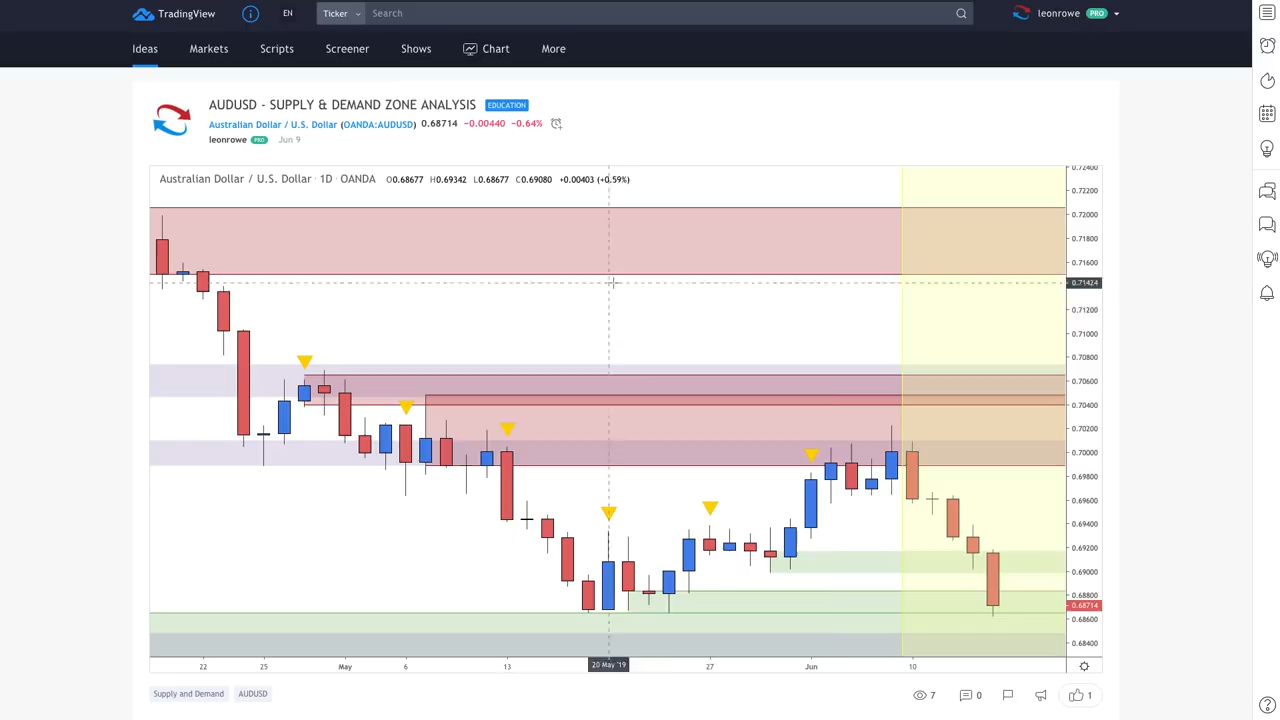 TradingView EN Ticker Search leonrowe PRO
Ideas Markets Scripts Screener Shows Chart More
AUDUSD - SUPPLY & DEMAND ZONE ANALYSIS EDUCATION
Australian Dollar / U.S. Dollar (OANDA:AUDUSD) 0.68714 −0.00440 −0.64%
leonrowe PRO Jun 9
Australian Dollar / U.S. Dollar · 1D · OANDA O0.68677 H0.69342 L0.68677 C0.69080 +0.00403 (+0.59%)
0.72400
0.72200
0.72000
0.71800
0.71600
0.71424
0.71200
0.71000
0.70800
0.70600
0.70400
0.70200
0.70000
0.69800
0.69600
0.69400
0.69200
0.69000
0.68800
0.68714
0.68600
0.68400
22 25 May 6 13 20 May '19 27 Jun 10
Supply and Demand AUDUSD 7 0 1